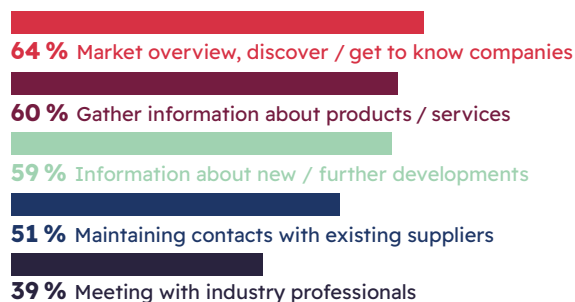 64 % Market overview, discover / get to know companies
60 % Gather information about products / services
59 % Information about new / further developments
51 % Maintaining contacts with existing suppliers
39 % Meeting with industry professionals